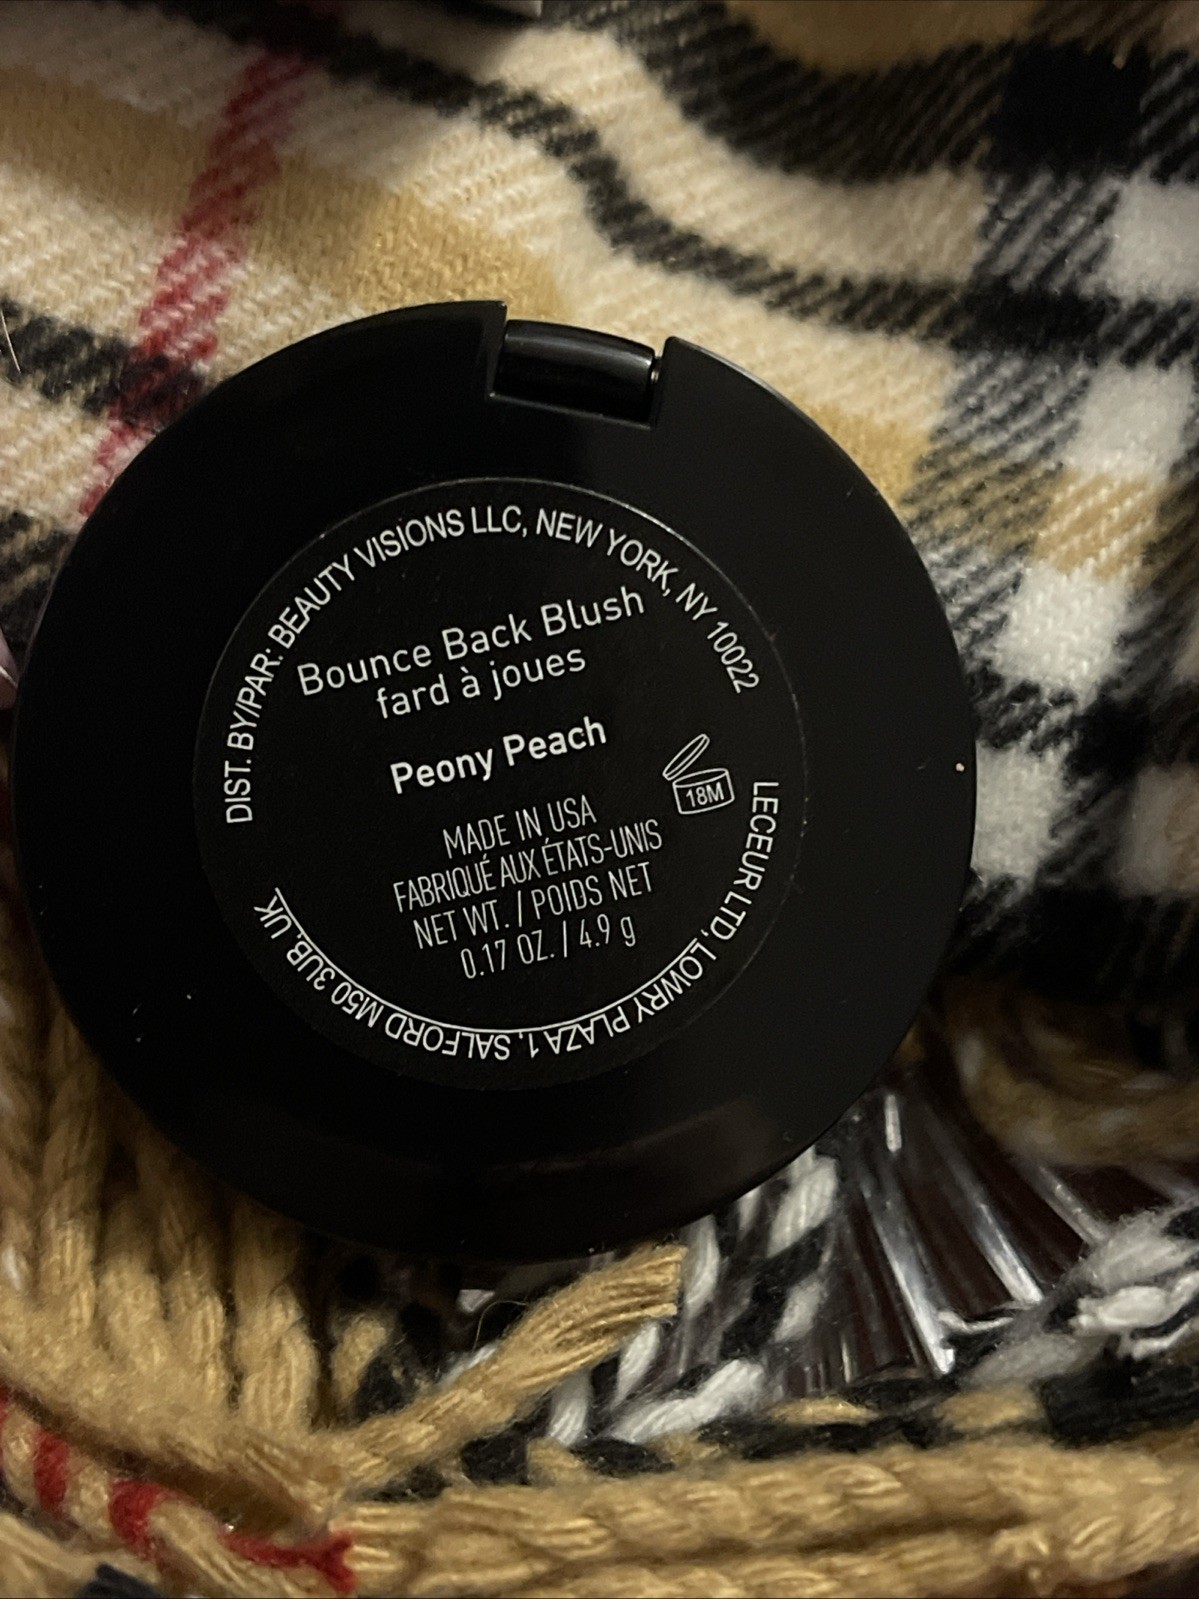 DIST. BY/PAR: BEAUTY VISIONS LLC, NEW YORK, NY 10022
Bounce Back Blush
fard à joues
Peony Peach
18M
MADE IN USA
FABRIQUÉ AUX ÉTATS-UNIS
NET WT. / POIDS NET
0.17 OZ. / 4.9 g
LECEUR LTD, LOWRY PLAZA 1, SALFORD M50 3UB, UK